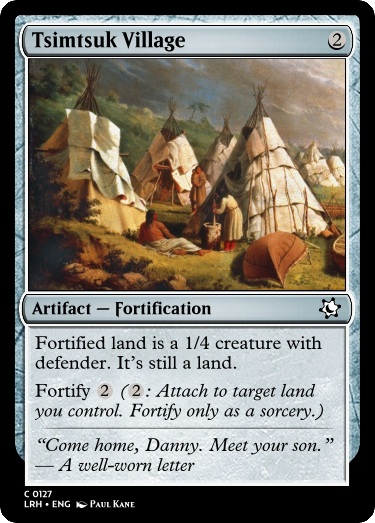 Tsimtsuk Village 2
Artifact — Fortification
Fortified land is a 1/4 creature with
defender. It's still a land.
Fortify 2 (2: Attach to target land
you control. Fortify only as a sorcery.)
“Come home, Danny. Meet your son.”
— A well-worn letter
C 0127
LRH • ENG Paul Kane